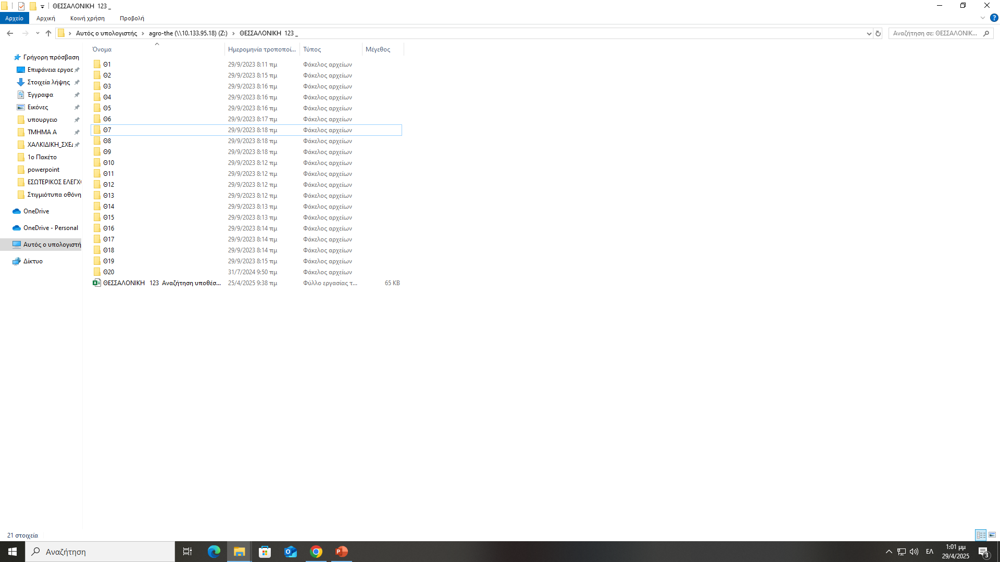 ΘΕΣΣΑΛΟΝΙΚΗ 123 _
Αρχείο Αρχική Κοινή χρήση Προβολή
Αυτός ο υπολογιστής agro-the (\\10.133.95.18) (Z:) ΘΕΣΣΑΛΟΝΙΚΗ 123 _
Αναζήτηση σε: ΘΕΣΣΑΛΟΝΙΚ...
Γρήγορη πρόσβαση
Επιφάνεια εργας
Στοιχεία λήψης
Έγγραφα
Εικόνες
υπουργειο
ΤΜΗΜΑ Α
ΧΑΛΚΙΔΙΚΗ_ΣΧΕΔ
1ο Πακέτο
powerpoint
ΕΣΩΤΕΡΙΚΟΣ ΕΛΕΓΧΟ
Στιγμιότυπα οθόνη
OneDrive
OneDrive - Personal
Αυτός ο υπολογιστή
Δίκτυο
Όνομα Ημερομηνία τροποποί... Τύπος Μέγεθος
Θ1 29/9/2023 8:11 πμ Φάκελος αρχείων
Θ2 29/9/2023 8:15 πμ Φάκελος αρχείων
Θ3 29/9/2023 8:16 πμ Φάκελος αρχείων
Θ4 29/9/2023 8:16 πμ Φάκελος αρχείων
Θ5 29/9/2023 8:16 πμ Φάκελος αρχείων
Θ6 29/9/2023 8:17 πμ Φάκελος αρχείων
Θ7 29/9/2023 8:18 πμ Φάκελος αρχείων
Θ8 29/9/2023 8:18 πμ Φάκελος αρχείων
Θ9 29/9/2023 8:18 πμ Φάκελος αρχείων
Θ10 29/9/2023 8:12 πμ Φάκελος αρχείων
Θ11 29/9/2023 8:12 πμ Φάκελος αρχείων
Θ12 29/9/2023 8:12 πμ Φάκελος αρχείων
Θ13 29/9/2023 8:12 πμ Φάκελος αρχείων
Θ14 29/9/2023 8:13 πμ Φάκελος αρχείων
Θ15 29/9/2023 8:13 πμ Φάκελος αρχείων
Θ16 29/9/2023 8:14 πμ Φάκελος αρχείων
Θ17 29/9/2023 8:14 πμ Φάκελος αρχείων
Θ18 29/9/2023 8:14 πμ Φάκελος αρχείων
Θ19 29/9/2023 8:15 πμ Φάκελος αρχείων
Θ20 31/7/2024 9:50 πμ Φάκελος αρχείων
ΘΕΣΣΑΛΟΝΙΚΗ 123 Αναζήτηση υποθέσ... 25/4/2025 9:38 πμ Φύλλο εργασίας τ... 65 KB
21 στοιχεία
Αναζήτηση
ΕΛ
1:01 μμ
29/4/2025
3